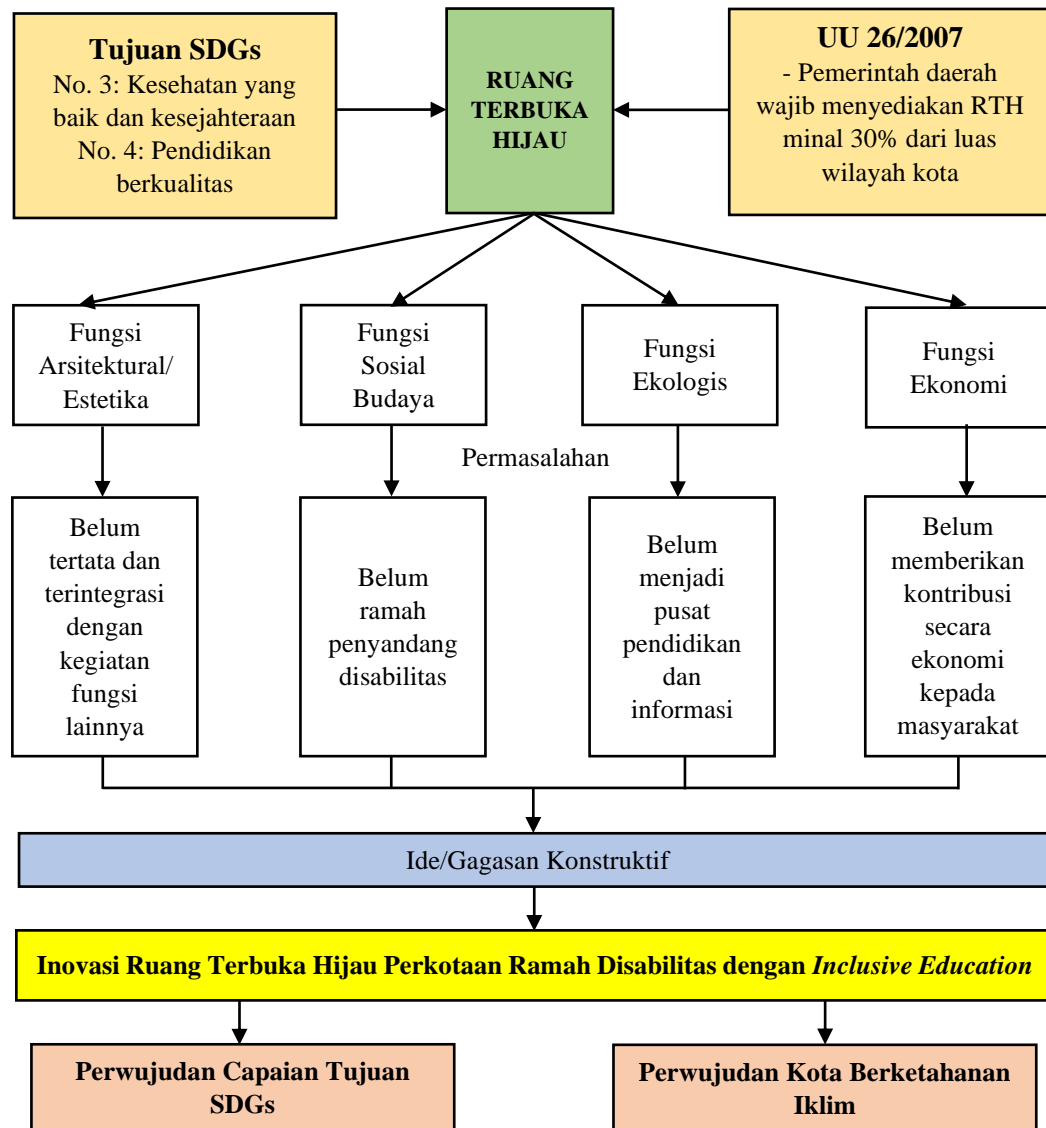 Tujuan SDGs
No. 3: Kesehatan yang
baik dan kesejahteraan
No. 4: Pendidikan
berkualitas
RUANG
TERBUKA
HIJAU
UU 26/2007
- Pemerintah daerah
wajib menyediakan RTH
minal 30% dari luas
wilayah kota
Fungsi
Arsitektural/
Estetika
Fungsi
Sosial
Budaya
Fungsi
Ekologis
Fungsi
Ekonomi
Permasalahan
Belum
tertata dan
terintegrasi
dengan
kegiatan
fungsi
lainnya
Belum
ramah
penyandang
disabilitas
Belum
menjadi
pusat
pendidikan
dan
informasi
Belum
memberikan
kontribusi
secara
ekonomi
kepada
masyarakat
Ide/Gagasan Konstruktif
Inovasi Ruang Terbuka Hijau Perkotaan Ramah Disabilitas dengan Inclusive Education
Perwujudan Capaian Tujuan
SDGs
Perwujudan Kota Berketahanan
Iklim